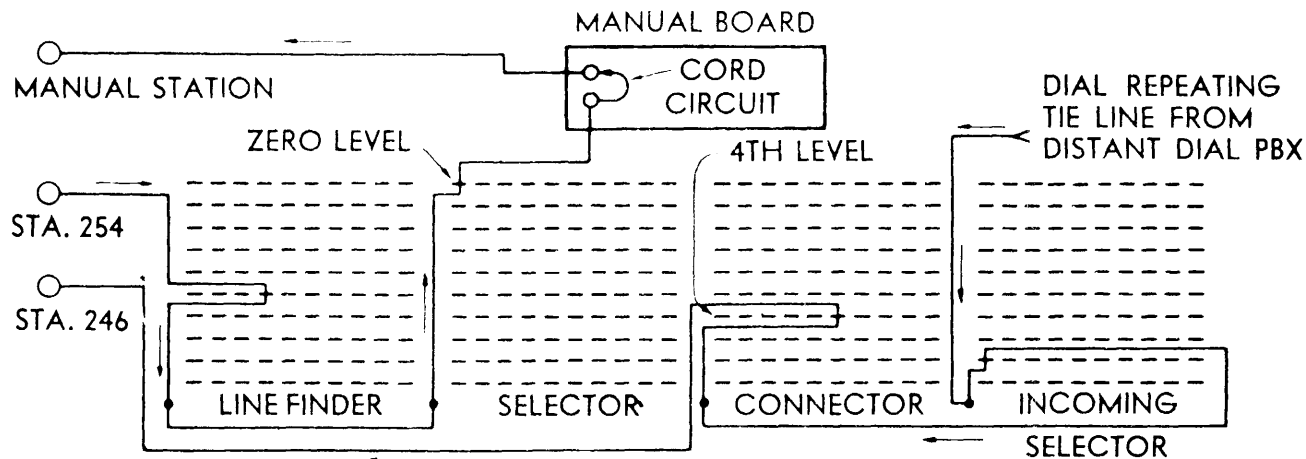 MANUAL BOARD
MANUAL STATION
CORD
CIRCUIT
DIAL REPEATING
TIE LINE FROM
DISTANT DIAL PBX
ZERO LEVEL
4TH LEVEL
STA. 254
STA. 246
LINE FINDER
SELECTOR
CONNECTOR
INCOMING
SELECTOR